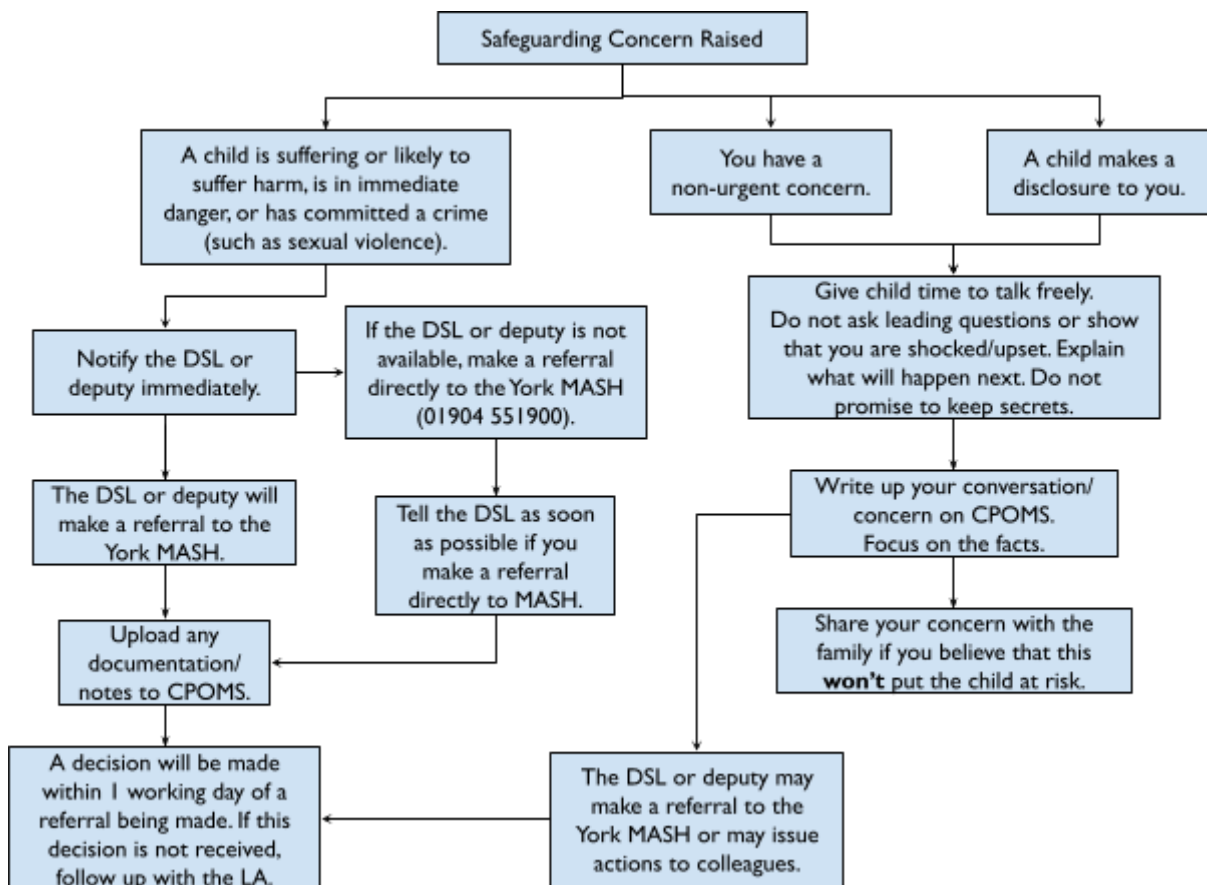 Safeguarding Concern Raised
A child is suffering or likely to
suffer harm, is in immediate
danger, or has committed a crime
(such as sexual violence).
You have a
non-urgent concern.
A child makes a
disclosure to you.
Give child time to talk freely.
Do not ask leading questions or show
that you are shocked/upset. Explain
what will happen next. Do not
promise to keep secrets.
Notify the DSL or
deputy immediately.
If the DSL or deputy is not
available, make a referral
directly to the York MASH
(01904 551900).
The DSL or deputy will
make a referral to the
York MASH.
Tell the DSL as soon
as possible if you
make a referral
directly to MASH.
Write up your conversation/
concern on CPOMS.
Focus on the facts.
Upload any
documentation/
notes to CPOMS.
Share your concern with the
family if you believe that this
won't put the child at risk.
A decision will be made
within 1 working day of a
referral being made. If this
decision is not received,
follow up with the LA.
The DSL or deputy may
make a referral to the
York MASH or may issue
actions to colleagues.